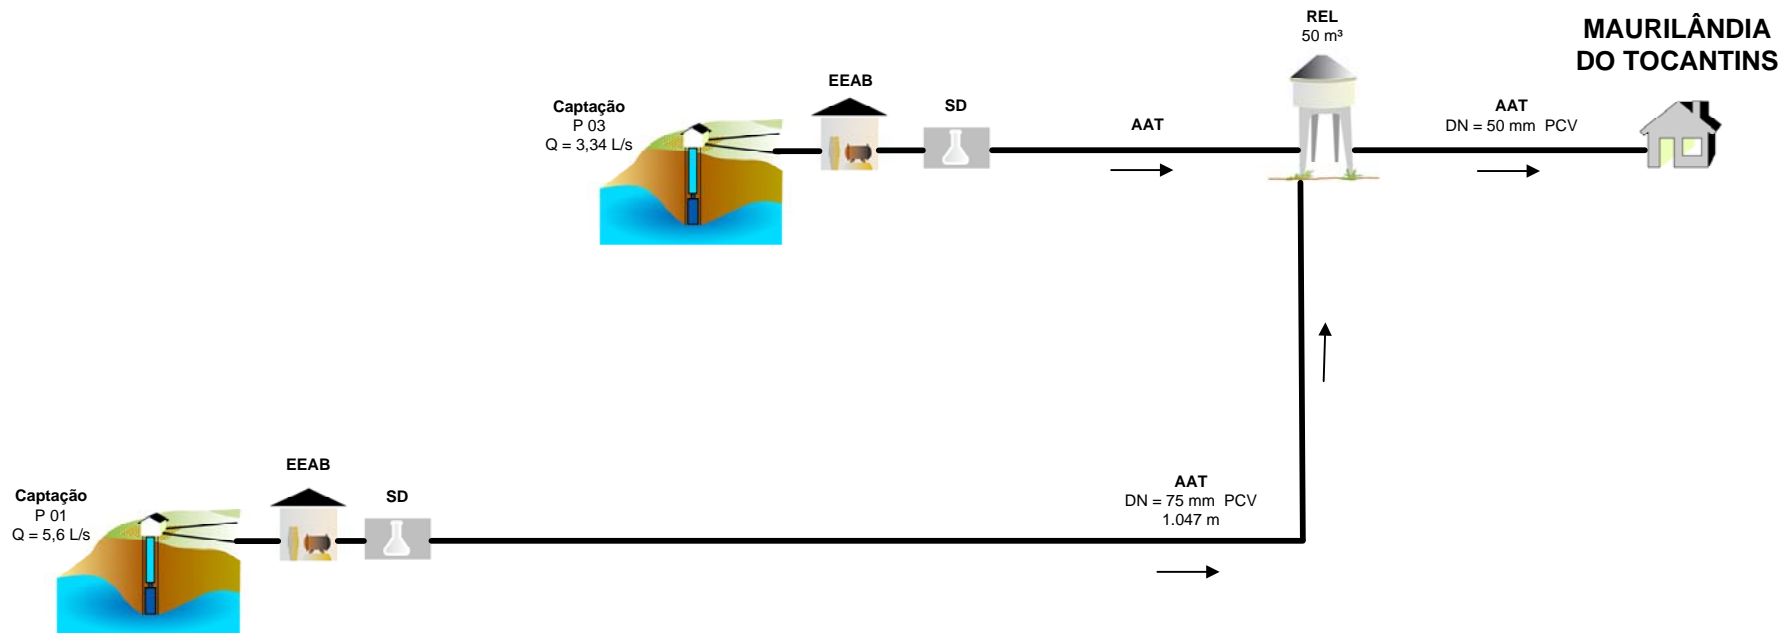 REL
50 m³
MAURILÂNDIA
DO TOCANTINS
EEAB
SD
Captação
P 03
Q = 3,34 L/s
AAT
AAT
DN = 50 mm  PCV
EEAB
SD
Captação
P 01
Q = 5,6 L/s
AAT
DN = 75 mm  PCV
1.047 m